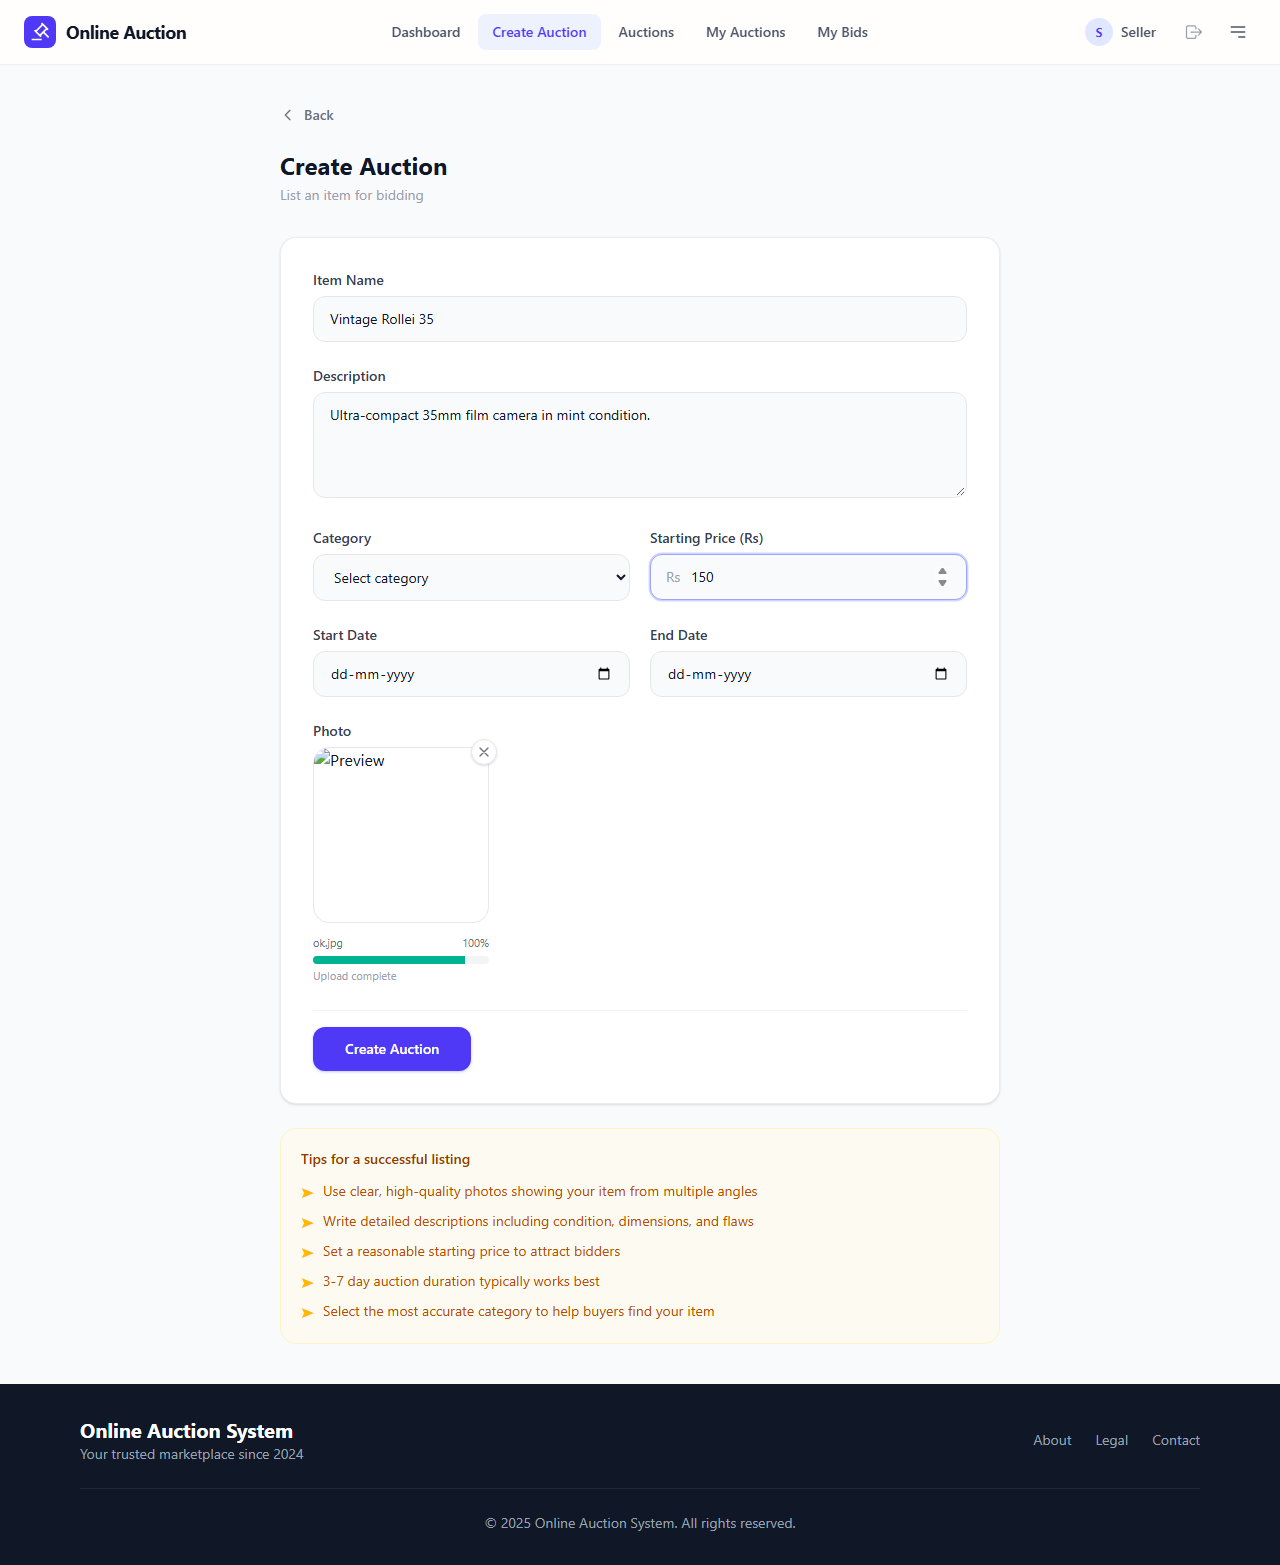 Online Auction
Dashboard
Create Auction
Auctions
My Auctions
My Bids
S
Seller
Back
Create Auction
List an item for bidding
Item Name
Vintage Rollei 35
Description
Ultra-compact 35mm film camera in mint condition.
Category
Starting Price (Rs)
Select category
Rs 150
Start Date
End Date
dd-mm-yyyy
dd-mm-yyyy
Photo
Preview
ok.jpg
100%
Upload complete
Create Auction
Tips for a successful listing
➤ Use clear, high-quality photos showing your item from multiple angles
➤ Write detailed descriptions including condition, dimensions, and flaws
➤ Set a reasonable starting price to attract bidders
➤ 3-7 day auction duration typically works best
➤ Select the most accurate category to help buyers find your item
Online Auction System
Your trusted marketplace since 2024
About
Legal
Contact
© 2025 Online Auction System. All rights reserved.